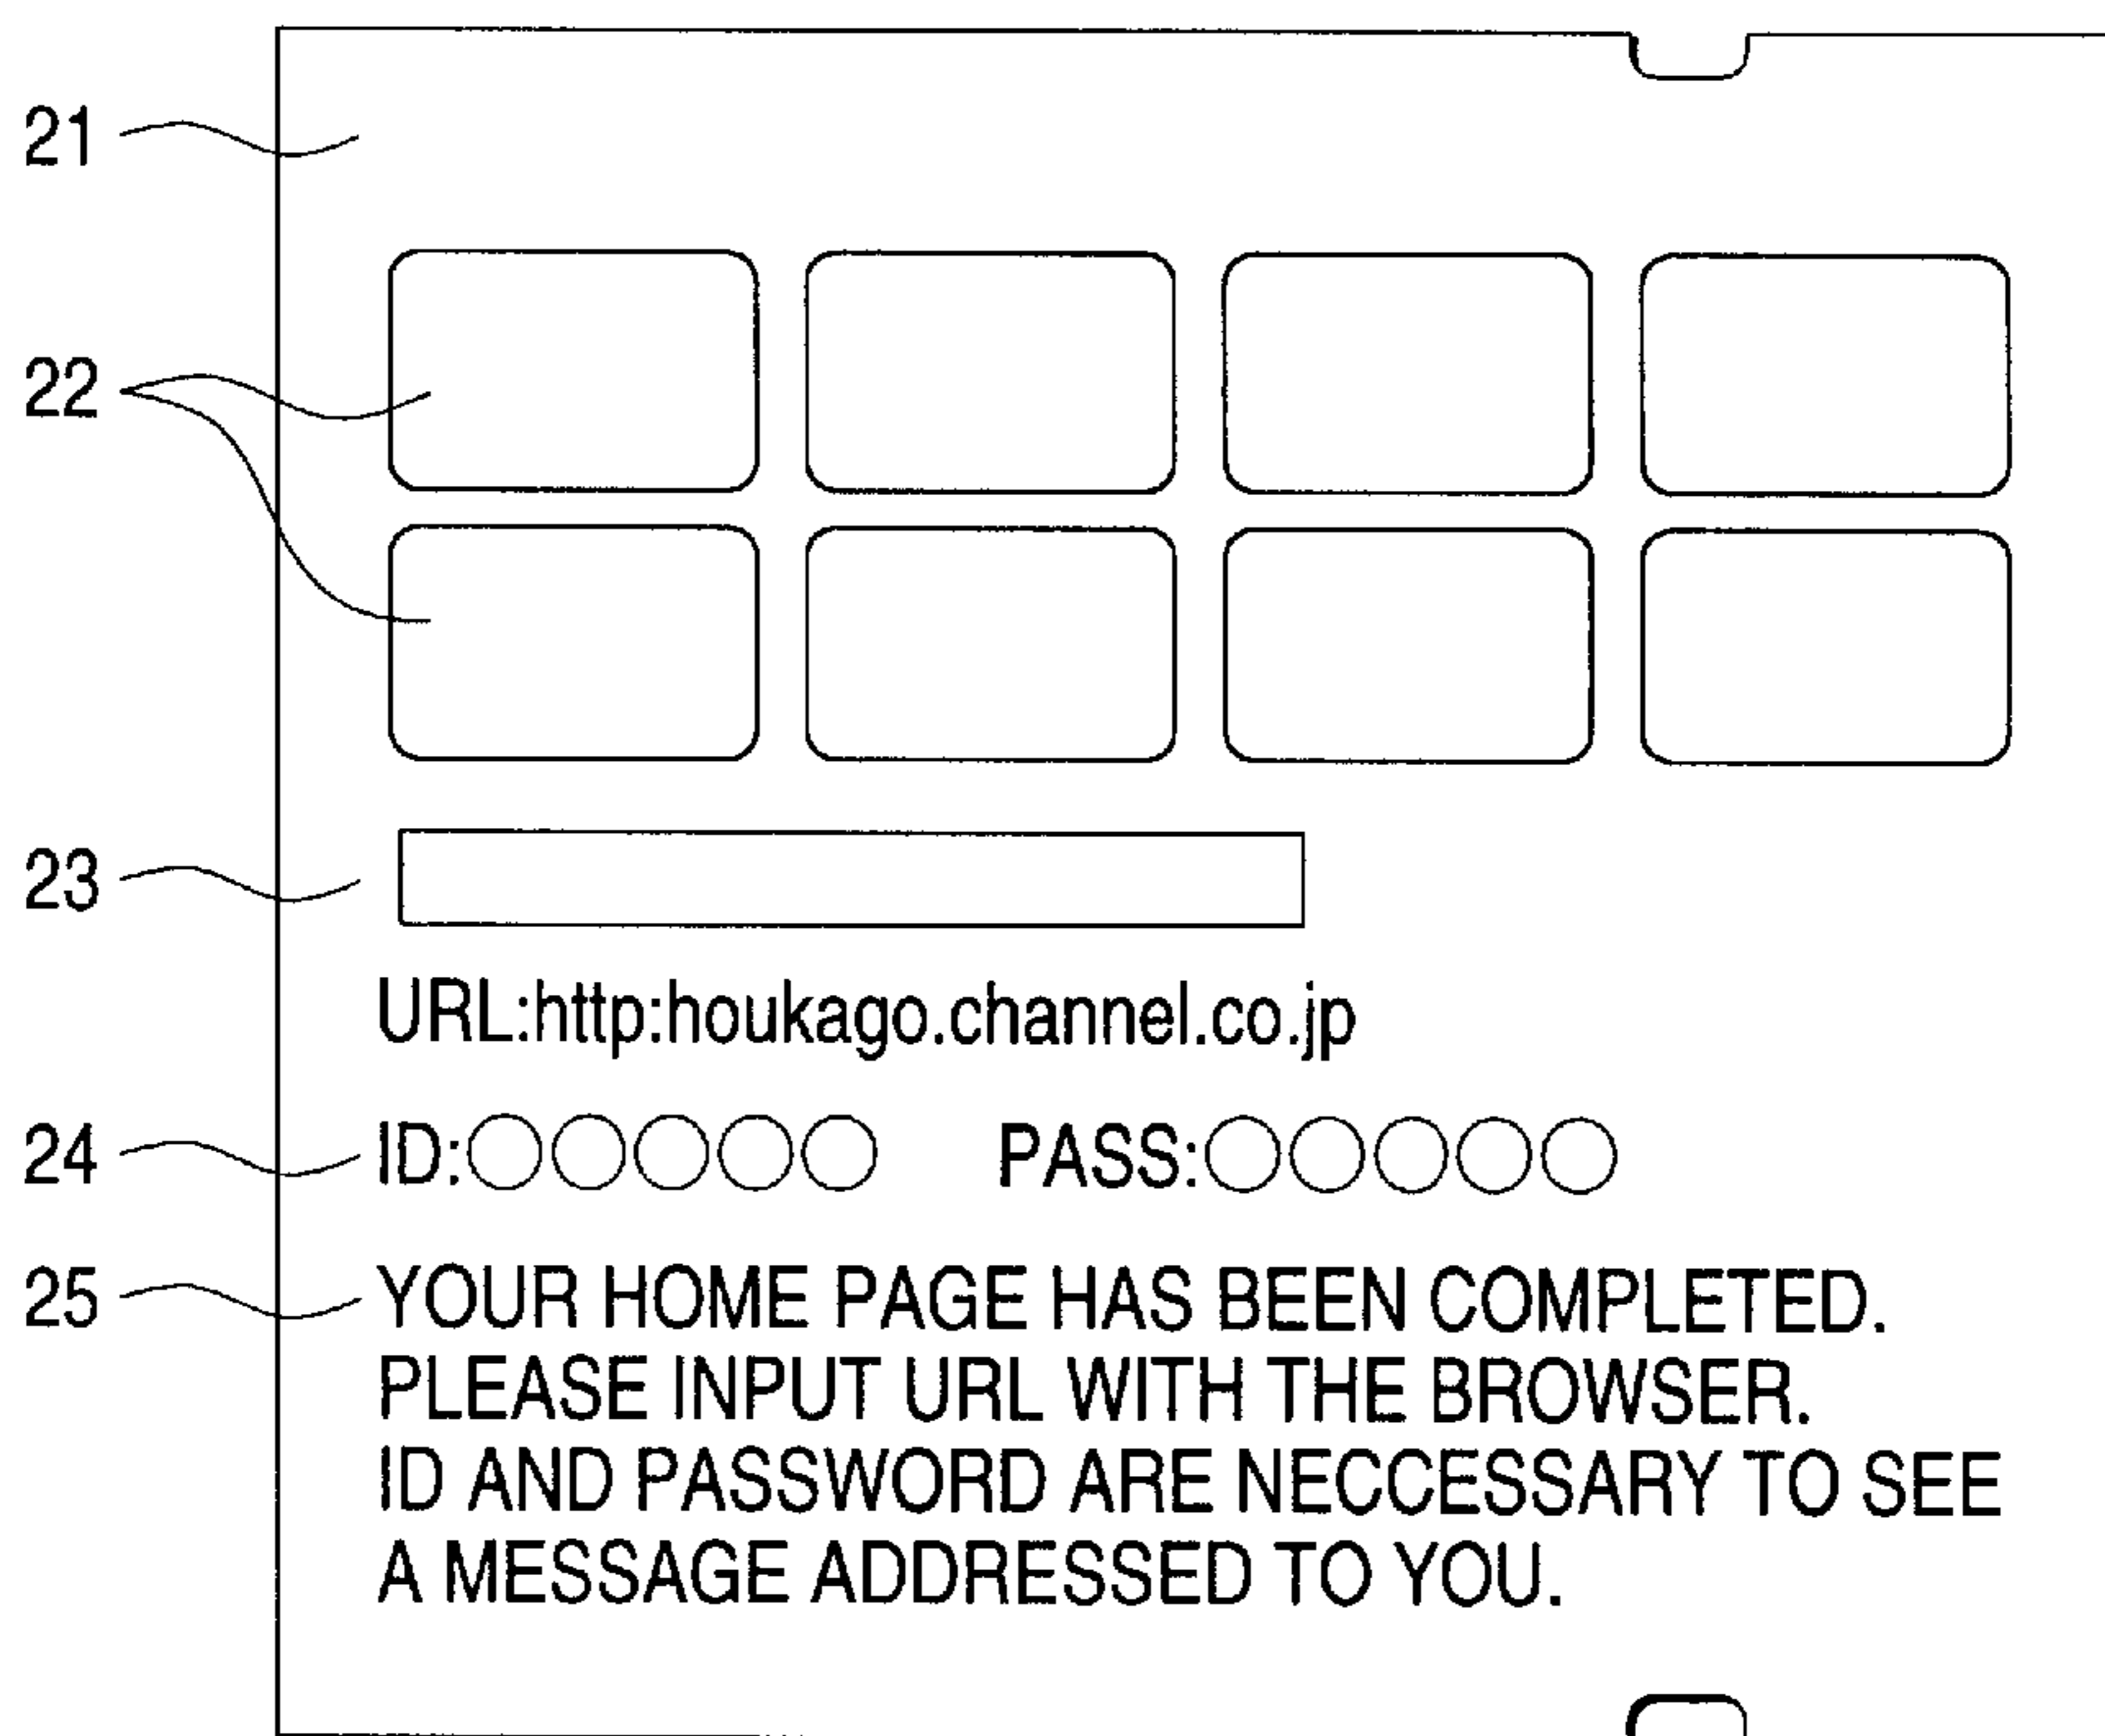 21
22
23
URL:http:houkago.channel.co.jp
24 ID:○○○○○ PASS:○○○○○
25 YOUR HOME PAGE HAS BEEN COMPLETED.
PLEASE INPUT URL WITH THE BROWSER.
ID AND PASSWORD ARE NECCESSARY TO SEE
A MESSAGE ADDRESSED TO YOU.